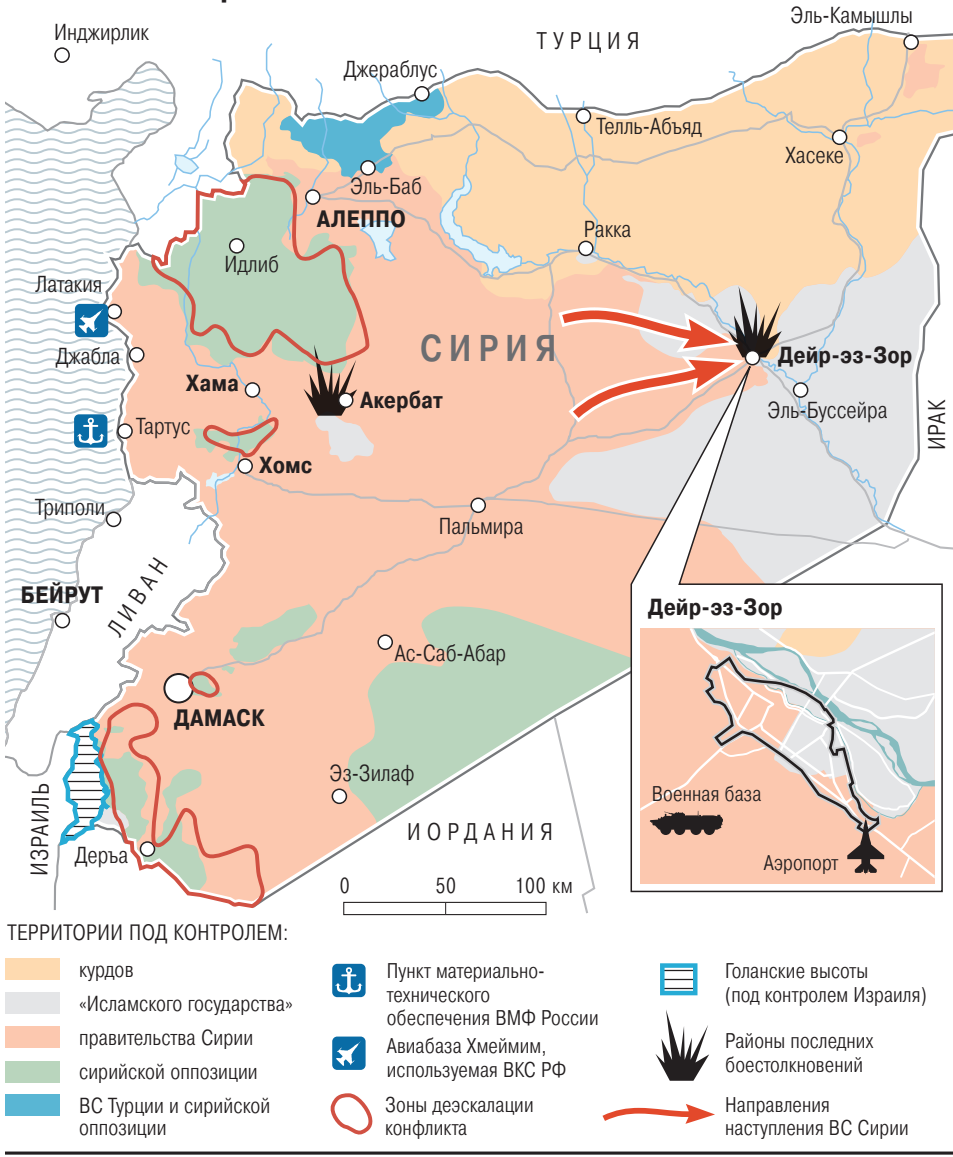 Эль-Камышлы
Инджирлик
ТУРЦИЯ
Джераблус
Телль-Абъяд
Хасеке
Эль-Баб
АЛЕППО
Ракка
Идлиб
Латакия
СИРИЯ
Джабла
Дейр-эз-Зор
Хама
Акербат
Эль-Буссейра
ИРАК
Тартус
Хомс
Триполи
Пальмира
БЕЙРУТ
ЛИВАН
Дейр-эз-Зор
Ас-Саб-Абар
ДАМАСК
Эз-Зилаф
Военная база
ИЗРАИЛЬ
ИОРДАНИЯ
Деръа
Аэропорт
0 50 100 км
ТЕРРИТОРИИ ПОД КОНТРОЛЕМ:
курдов
«Исламского государства»
правительства Сирии
сирийской оппозиции
ВС Турции и сирийской
оппозиции
Пункт материально-
технического
обеспечения ВМФ России
Авиабаза Хмеймим,
используемая ВКС РФ
Зоны деэскалации
конфликта
Голанские высоты
(под контролем Израиля)
Районы последних
боестолкновений
Направления
наступления ВС Сирии